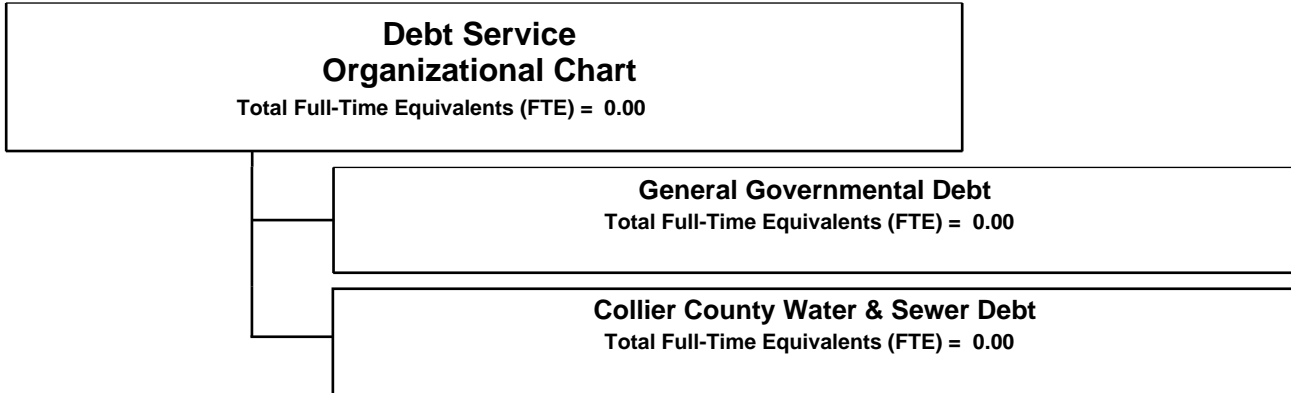 Debt Service
Organizational Chart
Total Full-Time Equivalents (FTE) = 0.00
General Governmental Debt
Total Full-Time Equivalents (FTE) = 0.00
Collier County Water & Sewer Debt
Total Full-Time Equivalents (FTE) = 0.00